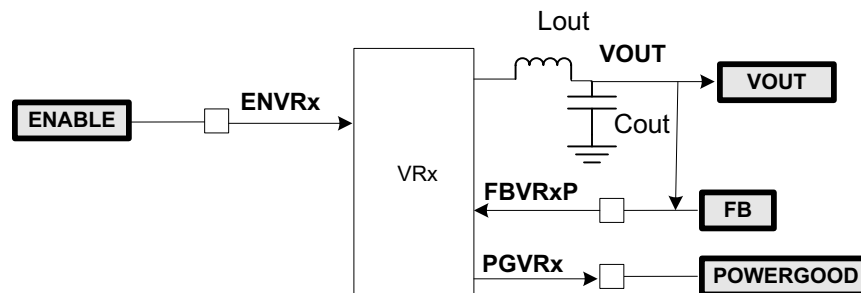 Lout
VOUT
VOUT
ENVRx
ENABLE
Cout
VRx
FBVRxP
FB
PGVRx
POWERGOOD